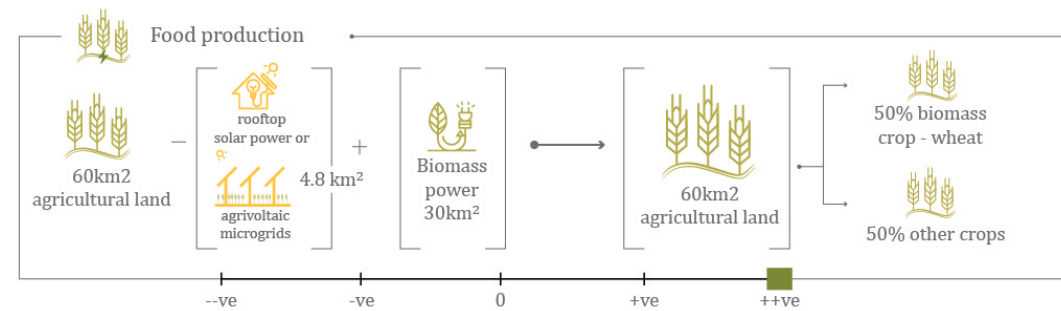 Food production
60km2
agricultural land
–
rooftop
solar power or
4.8 km²
agrivoltaic
microgrids
+
Biomass
power
30km²
60km2
agricultural land
50% biomass
crop - wheat
50% other crops
--ve
-ve
0
+ve
++ve